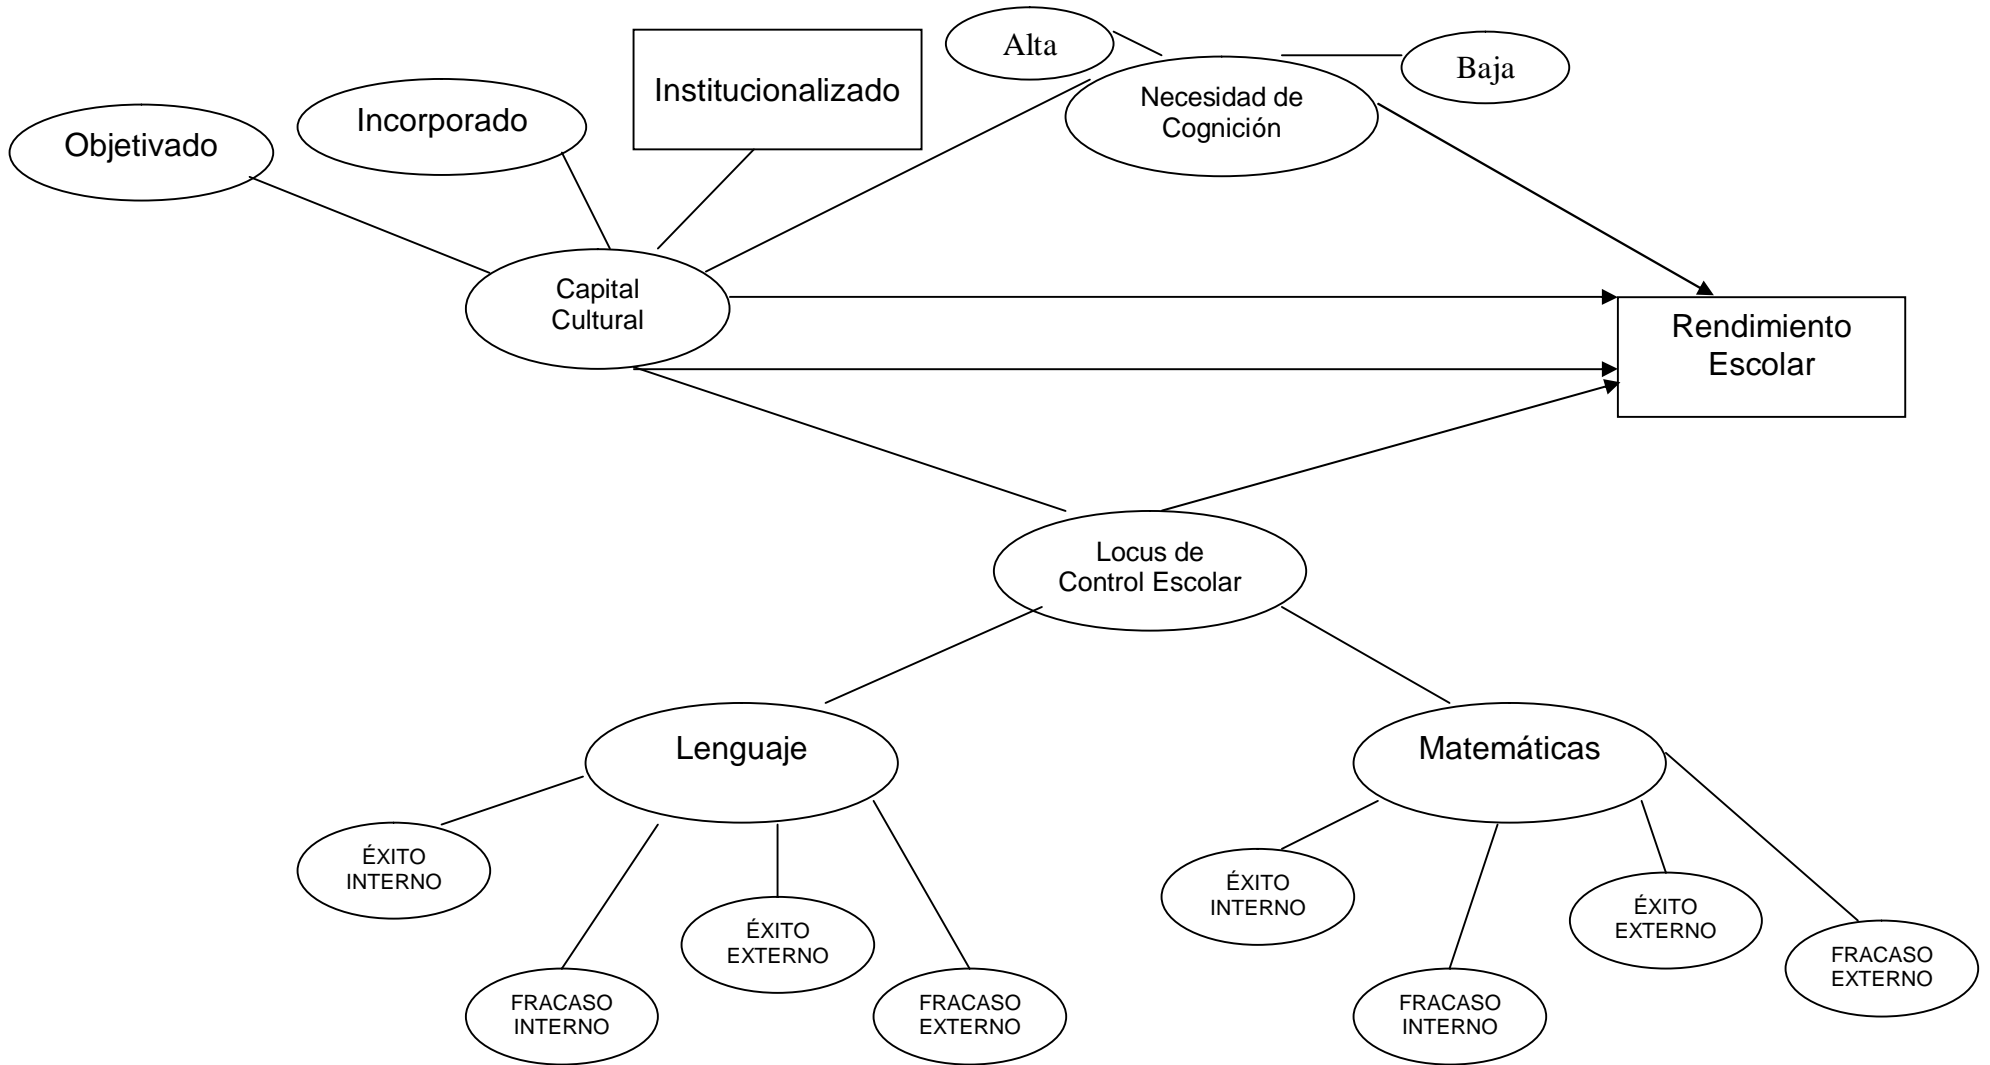 Alta
Baja
Institucionalizado
Necesidad de
Cognición
Incorporado
Objetivado
Capital
Cultural
Rendimiento
Escolar
Locus de
Control Escolar
Lenguaje
Matemáticas
ÉXITO
INTERNO
FRACASO
INTERNO
ÉXITO
EXTERNO
FRACASO
EXTERNO
ÉXITO
INTERNO
FRACASO
INTERNO
ÉXITO
EXTERNO
FRACASO
EXTERNO